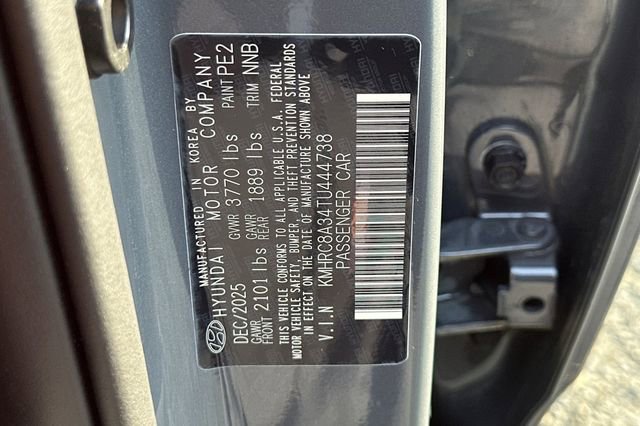 MANUFACTURED IN KOREA BY
HYUNDAI MOTOR COMPANY
DEC/2025 GVWR 3770 lbs PAINT PE2
GAWR FRONT 2101 lbs GAWR REAR 1889 lbs TRIM NNB
THIS VEHICLE CONFORMS TO ALL APPLICABLE U.S.A. FEDERAL
MOTOR VEHICLE SAFETY, BUMPER, AND THEFT PREVENTION STANDARDS
IN EFFECT ON THE DATE OF MANUFACTURE SHOWN ABOVE
V.I.N KMHRC8A34TU444738
PASSENGER CAR